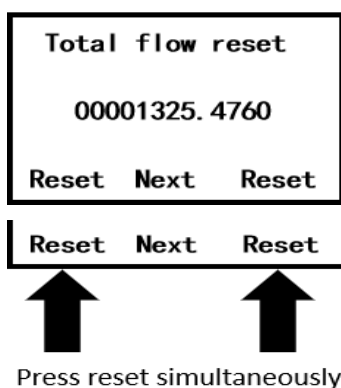 Total flow reset
00001325.4760
Reset Next Reset
Reset Next Reset
Press reset simultaneously